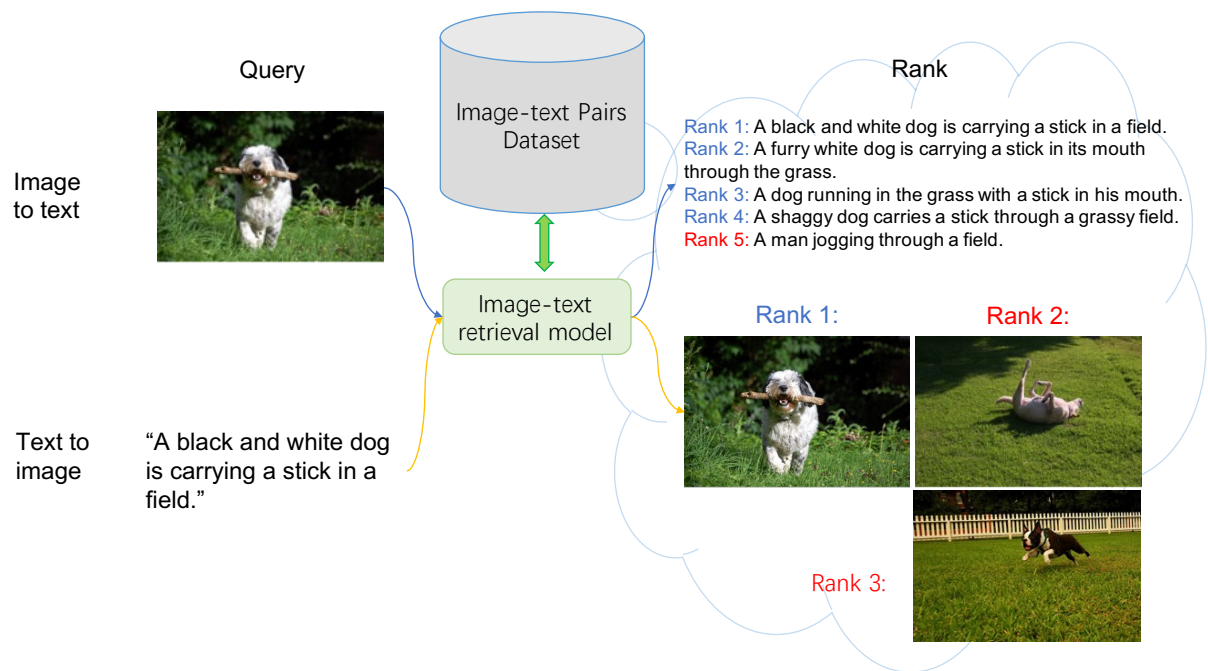 Query
Image-text Pairs
Dataset
Rank
Image
to text
Rank 1: A black and white dog is carrying a stick in a field.
Rank 2: A furry white dog is carrying a stick in its mouth
through the grass.
Rank 3: A dog running in the grass with a stick in his mouth.
Rank 4: A shaggy dog carries a stick through a grassy field.
Rank 5: A man jogging through a field.
Image-text
retrieval model
Rank 1:
Rank 2:
Text to
image
“A black and white dog
is carrying a stick in a
field.”
Rank 3: